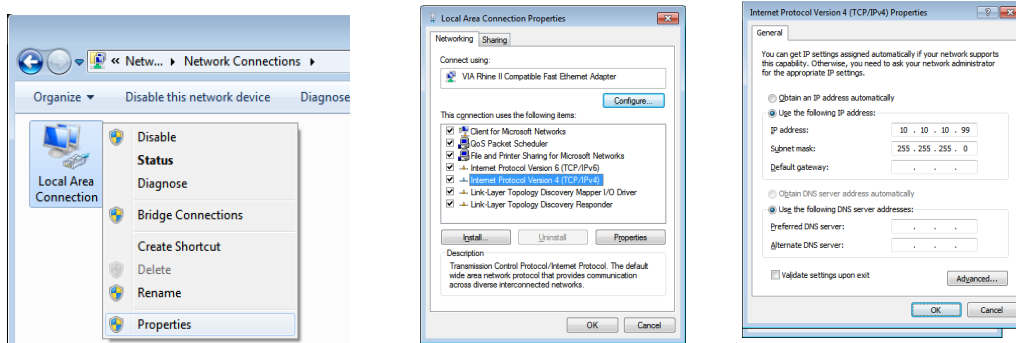 « Netw... ▸ Network Connections ▸
Organize ▾ Disable this network device Diagnose
Local Area
Connection
Disable
Status
Diagnose
Bridge Connections
Create Shortcut
Delete
Rename
Properties
Local Area Connection Properties
Networking Sharing
Connect using:
VIA Rhine II Compatible Fast Ethernet Adapter
Configure...
This connection uses the following items:
Client for Microsoft Networks
QoS Packet Scheduler
File and Printer Sharing for Microsoft Networks
Internet Protocol Version 6 (TCP/IPv6)
Internet Protocol Version 4 (TCP/IPv4)
Link-Layer Topology Discovery Mapper I/O Driver
Link-Layer Topology Discovery Responder
Install... Uninstall Properties
Description
Transmission Control Protocol/Internet Protocol. The default
wide area network protocol that provides communication
across diverse interconnected networks.
OK Cancel
Internet Protocol Version 4 (TCP/IPv4) Properties
General
You can get IP settings assigned automatically if your network supports
this capability. Otherwise, you need to ask your network administrator
for the appropriate IP settings.
Obtain an IP address automatically
Use the following IP address:
IP address: 10 . 10 . 10 . 99
Subnet mask: 255 . 255 . 255 . 0
Default gateway: . . .
Obtain DNS server address automatically
Use the following DNS server addresses:
Preferred DNS server: . . .
Alternate DNS server: . . .
Validate settings upon exit Advanced...
OK Cancel